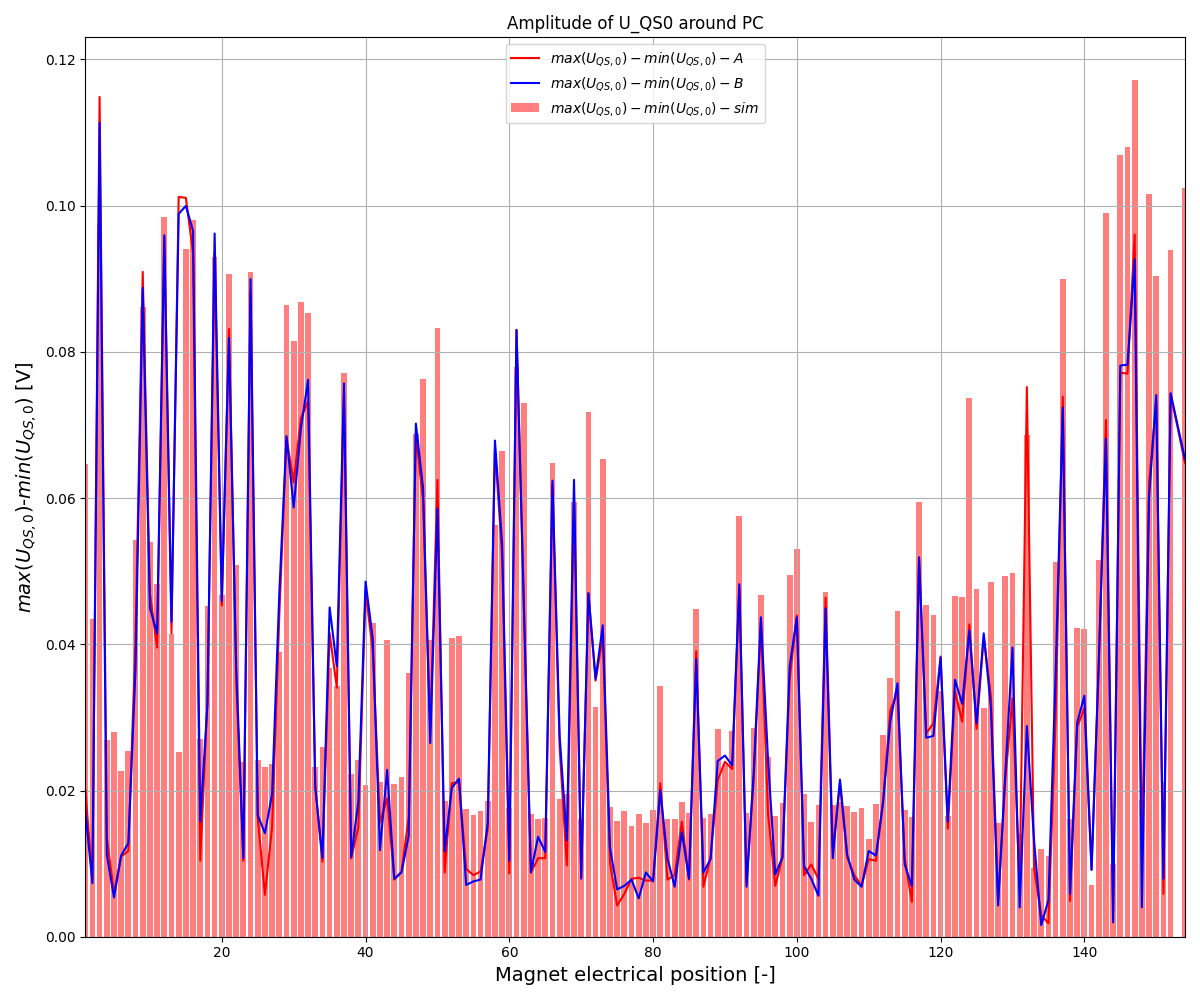 Amplitude of U_QS0 around PC
max(U_{QS,0}) − min(U_{QS,0}) − A
max(U_{QS,0}) − min(U_{QS,0}) − B
max(U_{QS,0}) − min(U_{QS,0}) − sim
max(U_{QS,0})-min(U_{QS,0}) [V]
0.12
0.10
0.08
0.06
0.04
0.02
0.00
20 40 60 80 100 120 140
Magnet electrical position [-]